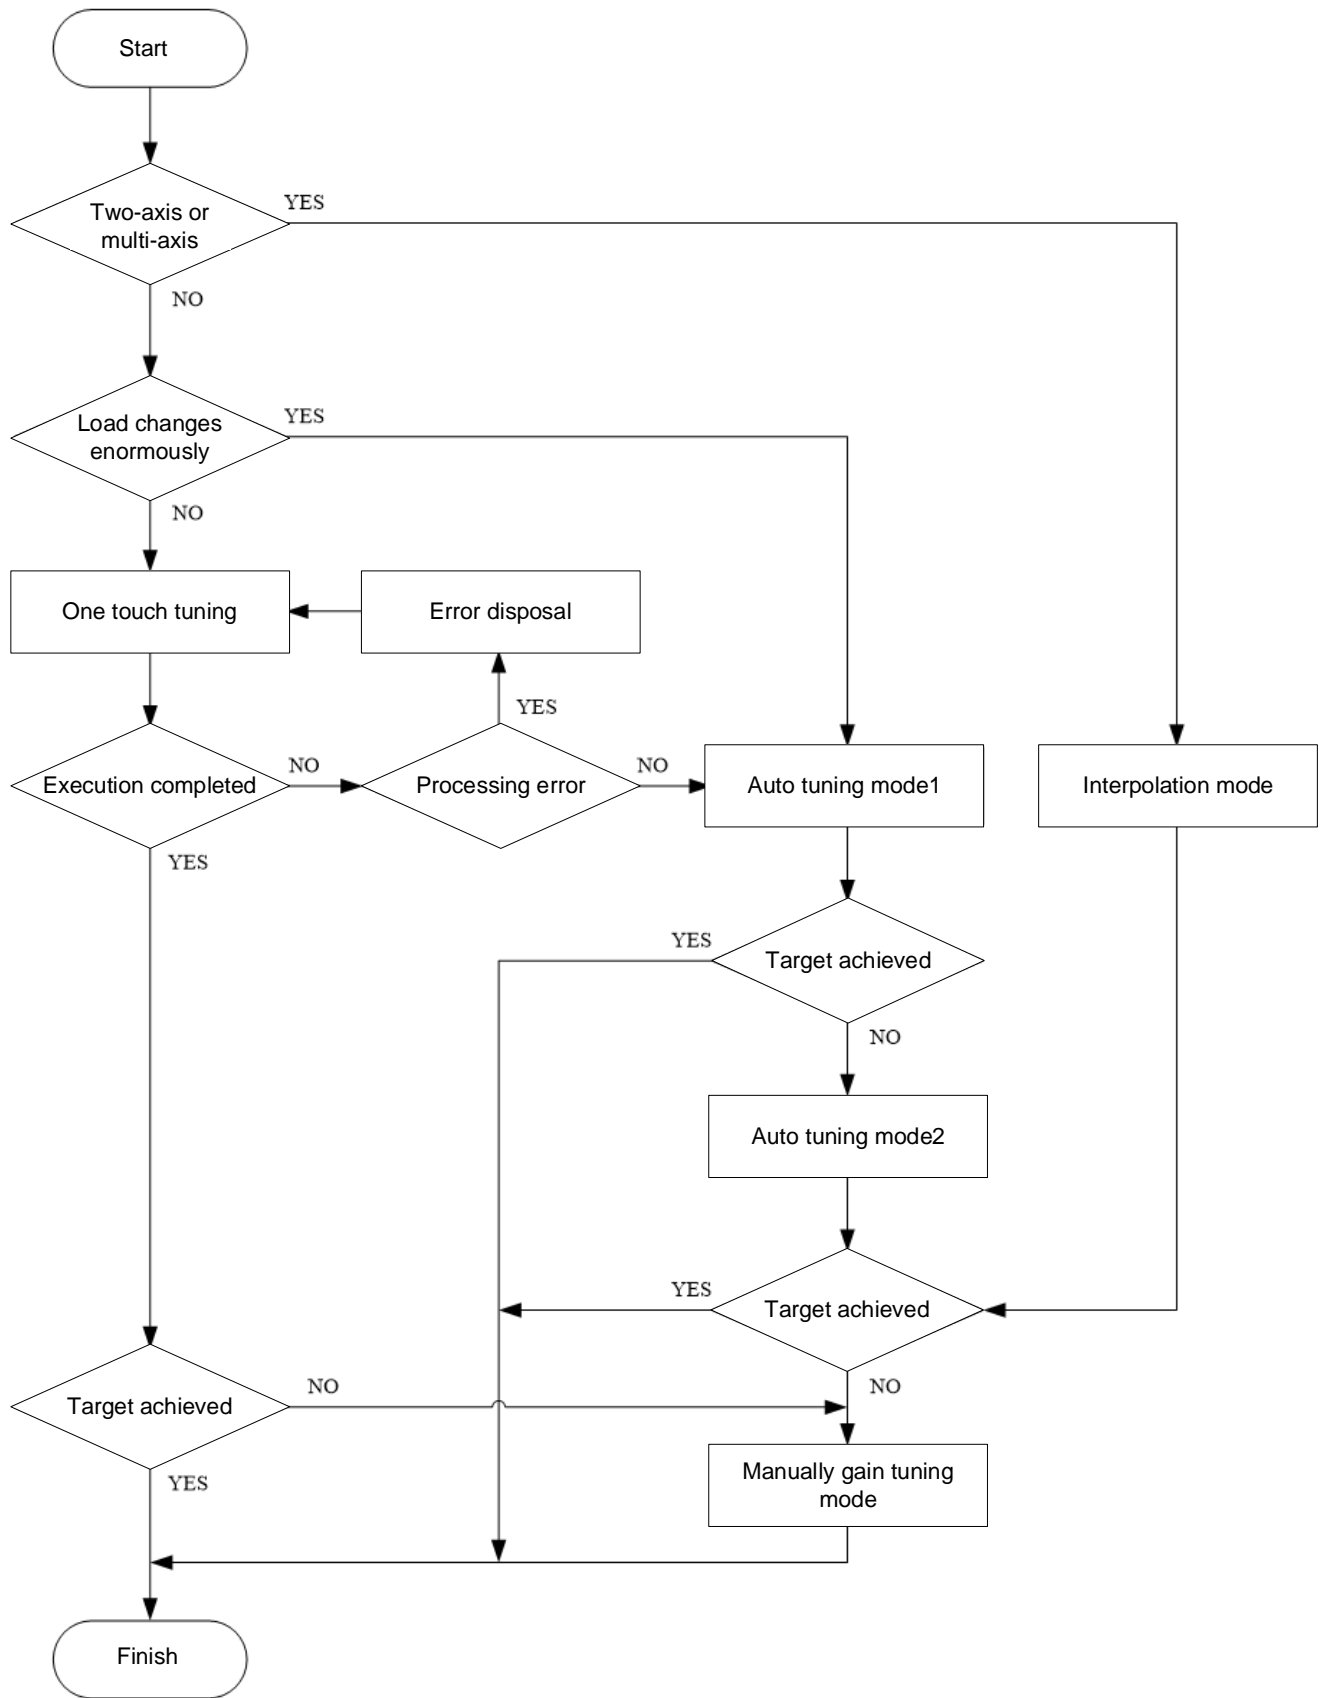 Start
Two-axis or
multi-axis
YES
NO
Load changes
enormously
YES
NO
One touch tuning
Error disposal
YES
Execution completed
NO
Processing error
NO
Auto tuning mode1
Interpolation mode
YES
YES
Target achieved
NO
Auto tuning mode2
YES
Target achieved
NO
Target achieved
NO
YES
Manually gain tuning
mode
Finish